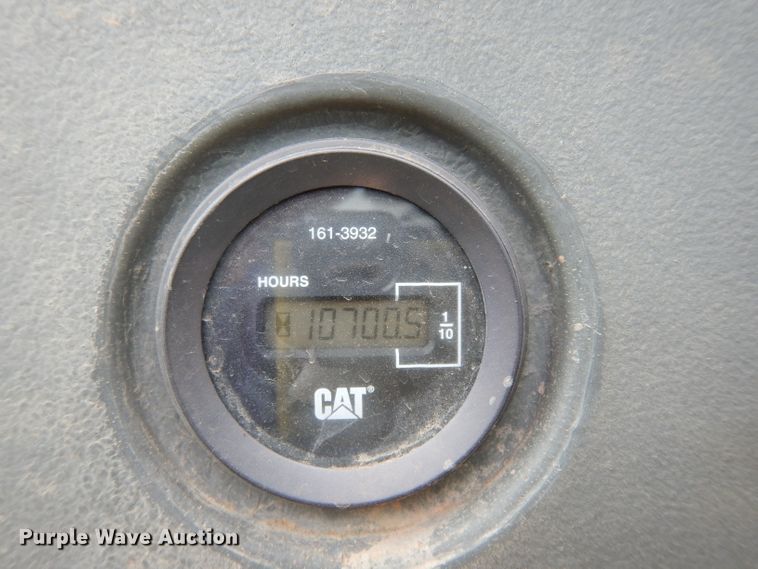 161-3932
HOURS
10700.5
1/10
CAT®
Purple Wave Auction